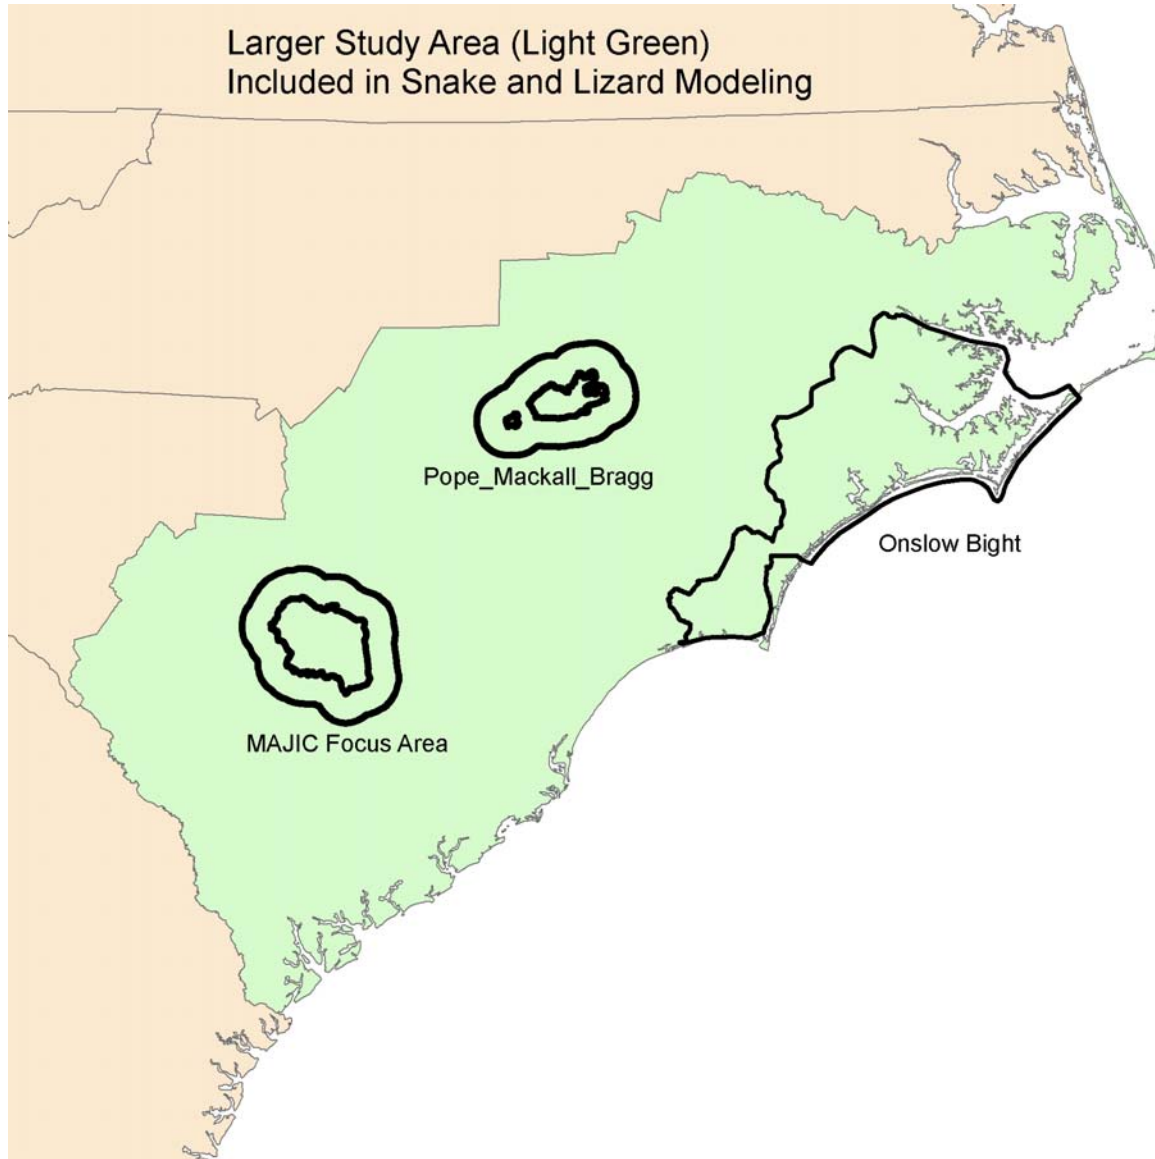 Larger Study Area (Light Green)
Included in Snake and Lizard Modeling
Pope_Mackall_Bragg
Onslow Bight
MAJIC Focus Area